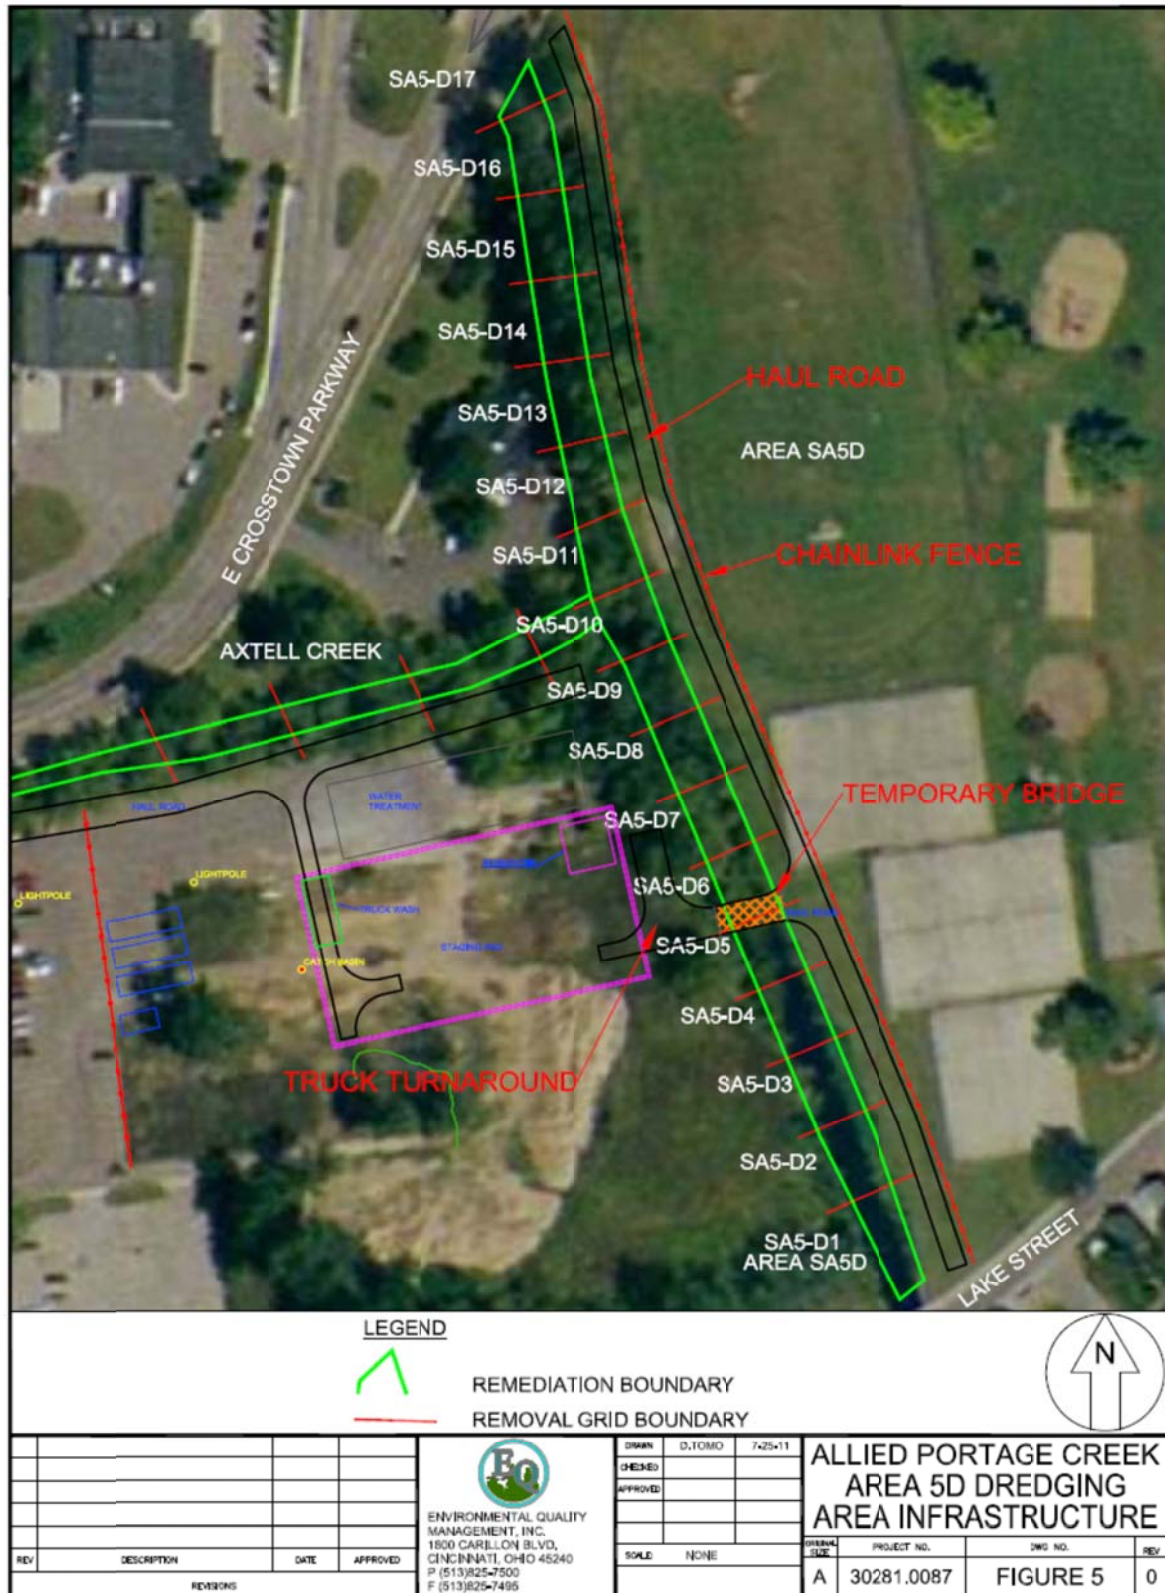 SA5-D17
SA5-D16
SA5-D15
SA5-D14
HAUL ROAD
SA5-D13
AREA SA5D
E CROSSTOWN PARKWAY
SA5-D12
SA5-D11
CHAINLINK FENCE
SA5-D10
AXTELL CREEK
SA5-D9
SA5-D8
WATER
TREATMENT
HAUL ROAD
TEMPORARY BRIDGE
SA5-D7
LIGHTPOLE
LIGHTPOLE
SA5-D6
TRUCK WASH
STAGING PAD
SA5-D5
CATCH BASIN
SA5-D4
TRUCK TURNAROUND
SA5-D3
SA5-D2
SA5-D1
AREA SA5D
LAKE STREET
LEGEND
REMEDIATION BOUNDARY
REMOVAL GRID BOUNDARY
N
REV DESCRIPTION DATE APPROVED
REVISIONS
EQ
ENVIRONMENTAL QUALITY
MANAGEMENT, INC.
1800 CARILLON BLVD.
CINCINNATI, OHIO 45240
P (513)825-7500
F (513)825-7495
DRAWN D.TOMO 7-25-11
CHECKED
APPROVED
SCALE NONE
ALLIED PORTAGE CREEK
AREA 5D DREDGING
AREA INFRASTRUCTURE
ORIGINAL SIZE PROJECT NO. DWG NO. REV
A 30281.0087 FIGURE 5 0